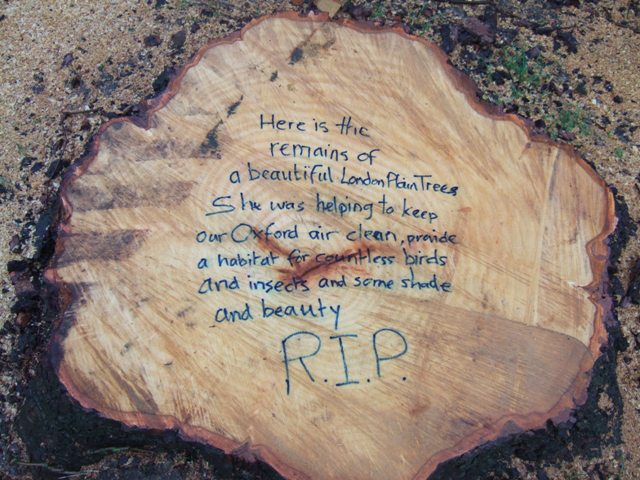 Here is the
remains of
a beautiful London Plain Tree.
She was helping to keep
our Oxford air clean, provide
a habitat for countless birds
and insects and some shade
and beauty
R.I.P.